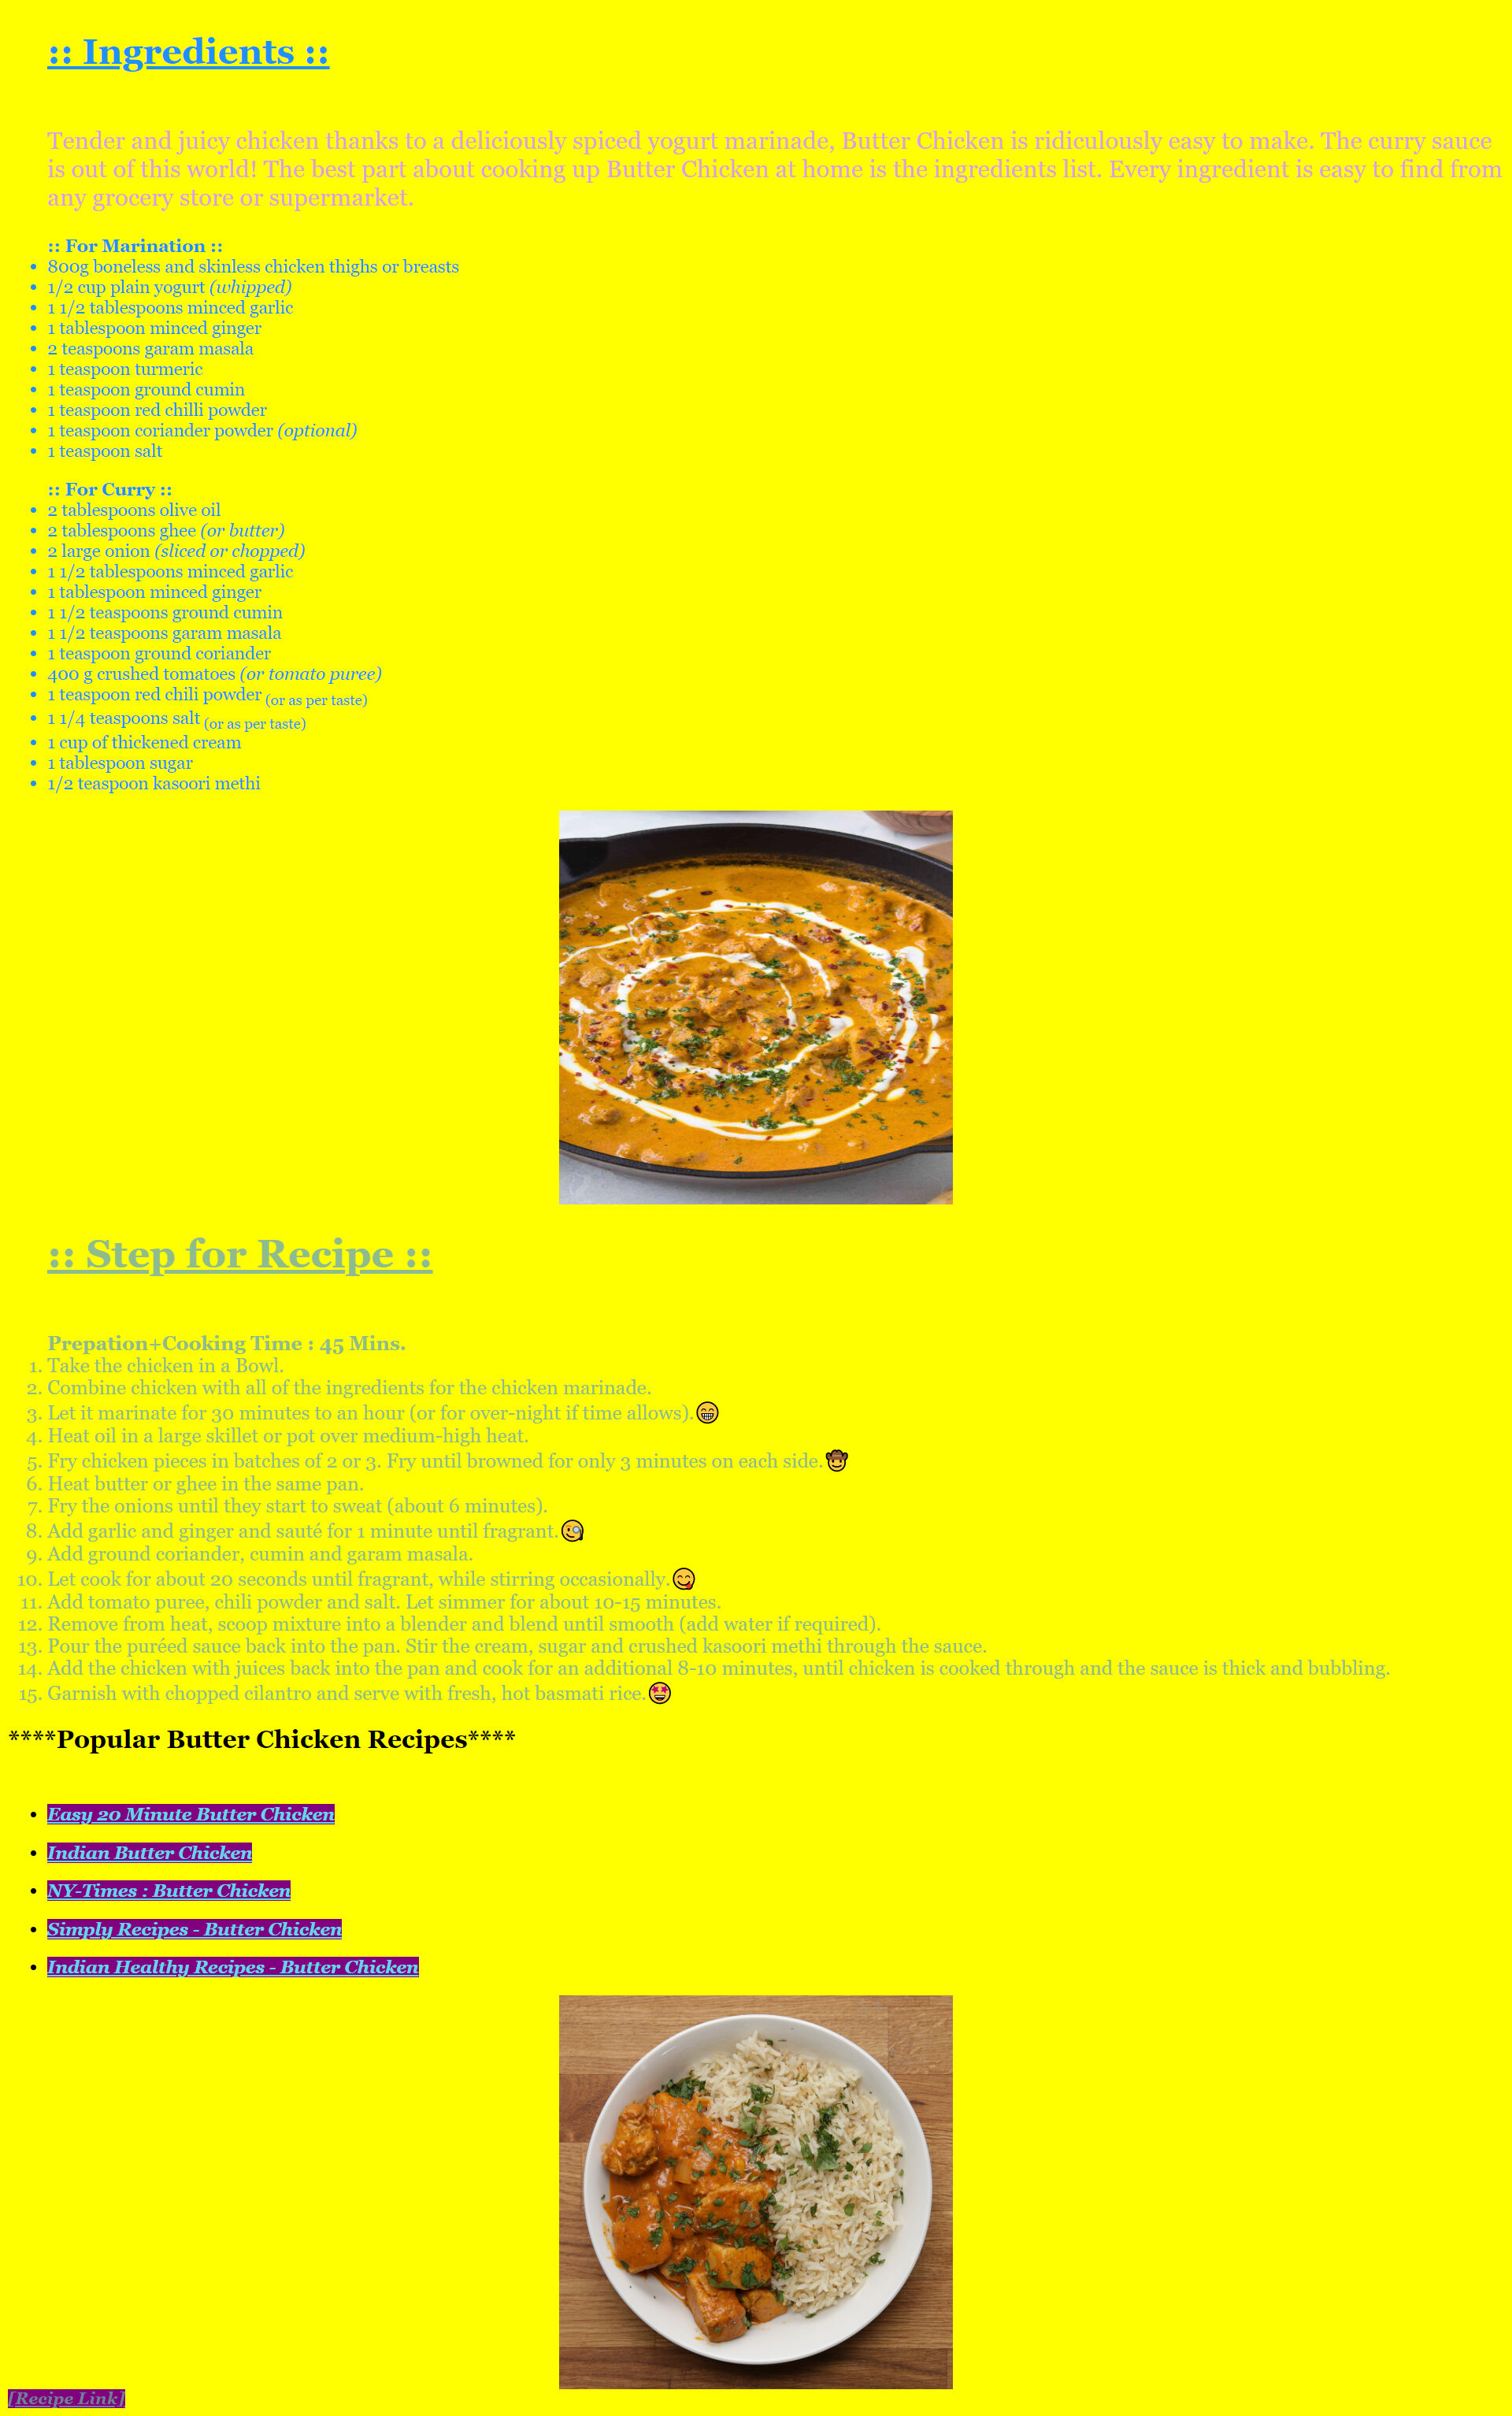 :: Ingredients ::
Tender and juicy chicken thanks to a deliciously spiced yogurt marinade, Butter Chicken is ridiculously easy to make. The curry sauce
is out of this world! The best part about cooking up Butter Chicken at home is the ingredients list. Every ingredient is easy to find from
any grocery store or supermarket.
:: For Marination ::
• 800g boneless and skinless chicken thighs or breasts
• 1/2 cup plain yogurt (whipped)
• 1 1/2 tablespoons minced garlic
• 1 tablespoon minced ginger
• 2 teaspoons garam masala
• 1 teaspoon turmeric
• 1 teaspoon ground cumin
• 1 teaspoon red chilli powder
• 1 teaspoon coriander powder (optional)
• 1 teaspoon salt
:: For Curry ::
• 2 tablespoons olive oil
• 2 tablespoons ghee (or butter)
• 2 large onion (sliced or chopped)
• 1 1/2 tablespoons minced garlic
• 1 tablespoon minced ginger
• 1 1/2 teaspoons ground cumin
• 1 1/2 teaspoons garam masala
• 1 teaspoon ground coriander
• 400 g crushed tomatoes (or tomato puree)
• 1 teaspoon red chili powder (or as per taste)
• 1 1/4 teaspoons salt (or as per taste)
• 1 cup of thickened cream
• 1 tablespoon sugar
• 1/2 teaspoon kasoori methi
:: Step for Recipe ::
Prepation+Cooking Time : 45 Mins.
1. Take the chicken in a Bowl.
2. Combine chicken with all of the ingredients for the chicken marinade.
3. Let it marinate for 30 minutes to an hour (or for over-night if time allows).😁
4. Heat oil in a large skillet or pot over medium-high heat.
5. Fry chicken pieces in batches of 2 or 3. Fry until browned for only 3 minutes on each side.🤠
6. Heat butter or ghee in the same pan.
7. Fry the onions until they start to sweat (about 6 minutes).
8. Add garlic and ginger and sauté for 1 minute until fragrant.🧐
9. Add ground coriander, cumin and garam masala.
10. Let cook for about 20 seconds until fragrant, while stirring occasionally.😋
11. Add tomato puree, chili powder and salt. Let simmer for about 10-15 minutes.
12. Remove from heat, scoop mixture into a blender and blend until smooth (add water if required).
13. Pour the puréed sauce back into the pan. Stir the cream, sugar and crushed kasoori methi through the sauce.
14. Add the chicken with juices back into the pan and cook for an additional 8-10 minutes, until chicken is cooked through and the sauce is thick and bubbling.
15. Garnish with chopped cilantro and serve with fresh, hot basmati rice.🤩
****Popular Butter Chicken Recipes****
• Easy 20 Minute Butter Chicken
• Indian Butter Chicken
• NY-Times : Butter Chicken
• Simply Recipes - Butter Chicken
• Indian Healthy Recipes - Butter Chicken
[Recipe Link]